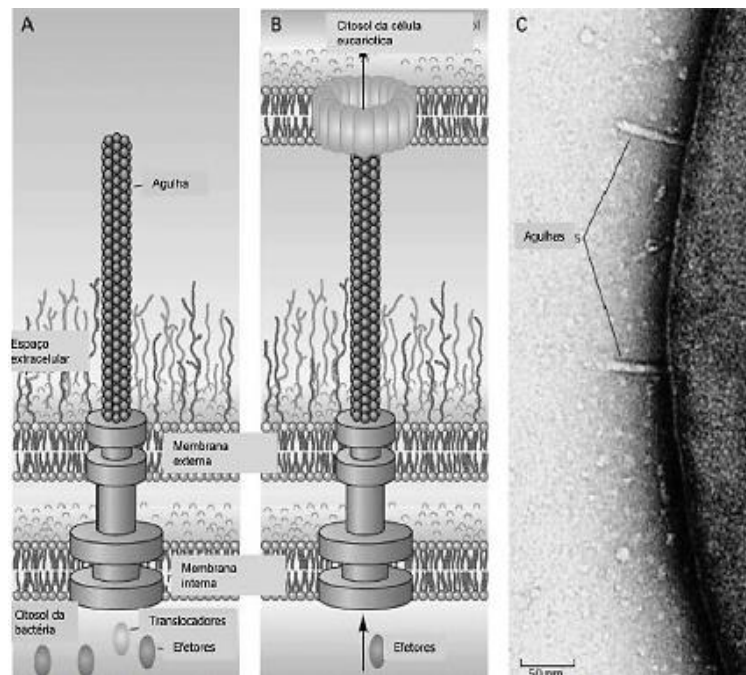 A
Agulha
Espaço
extracelular
Membrana
externa
Membrana
interna
Citosol da
bactéria
Translocadores
Efetores
B
Citosol da célula
eucariotica
Efetores
C
Agulhas
50 nm